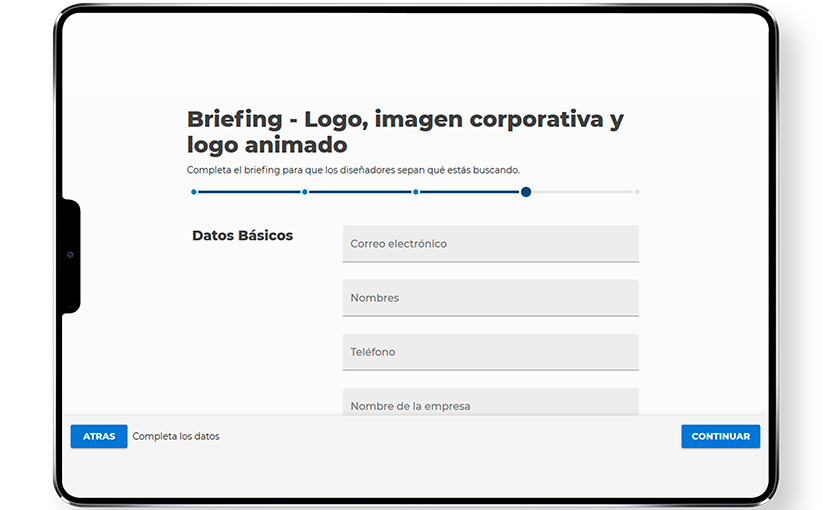 Briefing - Logo, imagen corporativa y
logo animado
Completa el briefing para que los diseñadores sepan qué estás buscando.
Datos Básicos
Correo electrónico
Nombres
Teléfono
Nombre de la empresa
ATRAS
Completa los datos
CONTINUAR